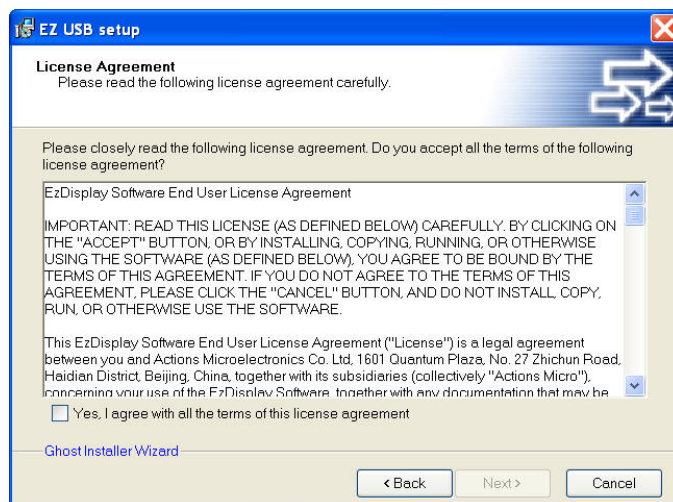 EZ USB setup
License Agreement
Please read the following license agreement carefully.
Please closely read the following license agreement. Do you accept all the terms of the following
license agreement?
EzDisplay Software End User License Agreement
IMPORTANT: READ THIS LICENSE (AS DEFINED BELOW) CAREFULLY. BY CLICKING ON
THE "ACCEPT" BUTTON, OR BY INSTALLING, COPYING, RUNNING, OR OTHERWISE
USING THE SOFTWARE (AS DEFINED BELOW), YOU AGREE TO BE BOUND BY THE
TERMS OF THIS AGREEMENT. IF YOU DO NOT AGREE TO THE TERMS OF THIS
AGREEMENT, PLEASE CLICK THE "CANCEL" BUTTON, AND DO NOT INSTALL, COPY,
RUN, OR OTHERWISE USE THE SOFTWARE.
This EzDisplay Software End User License Agreement ("License") is a legal agreement
between you and Actions Microelectronics Co. Ltd, 1601 Quantum Plaza, No. 27 Zhichun Road,
Haidian District, Beijing, China, together with its subsidiaries (collectively "Actions Micro"),
concerning your use of the EzDisplay Software, together with any documentation that may be
Yes, I agree with all the terms of this license agreement
Ghost Installer Wizard
< Back
Next >
Cancel